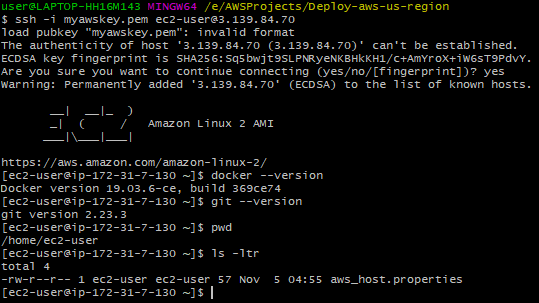 user@LAPTOP-HH16M143 MINGW64 /e/AWSProjects/Deploy-aws-us-region
$ ssh -i myawskey.pem ec2-user@3.139.84.70
load pubkey "myawskey.pem": invalid format
The authenticity of host '3.139.84.70 (3.139.84.70)' can't be established.
ECDSA key fingerprint is SHA256:Sq5bwjt9SLPNRyeNKBHkKH1/c+AmYroX+iW6sT9PdvY.
Are you sure you want to continue connecting (yes/no/[fingerprint])? yes
Warning: Permanently added '3.139.84.70' (ECDSA) to the list of known hosts.
       __|  __|_  )
       _|  (     /   Amazon Linux 2 AMI
      ___|\___|___|
https://aws.amazon.com/amazon-linux-2/
[ec2-user@ip-172-31-7-130 ~]$ docker --version
Docker version 19.03.6-ce, build 369ce74
[ec2-user@ip-172-31-7-130 ~]$ git --version
git version 2.23.3
[ec2-user@ip-172-31-7-130 ~]$ pwd
/home/ec2-user
[ec2-user@ip-172-31-7-130 ~]$ ls -ltr
total 4
-rw-r--r-- 1 ec2-user ec2-user 57 Nov  5 04:55 aws_host.properties
[ec2-user@ip-172-31-7-130 ~]$